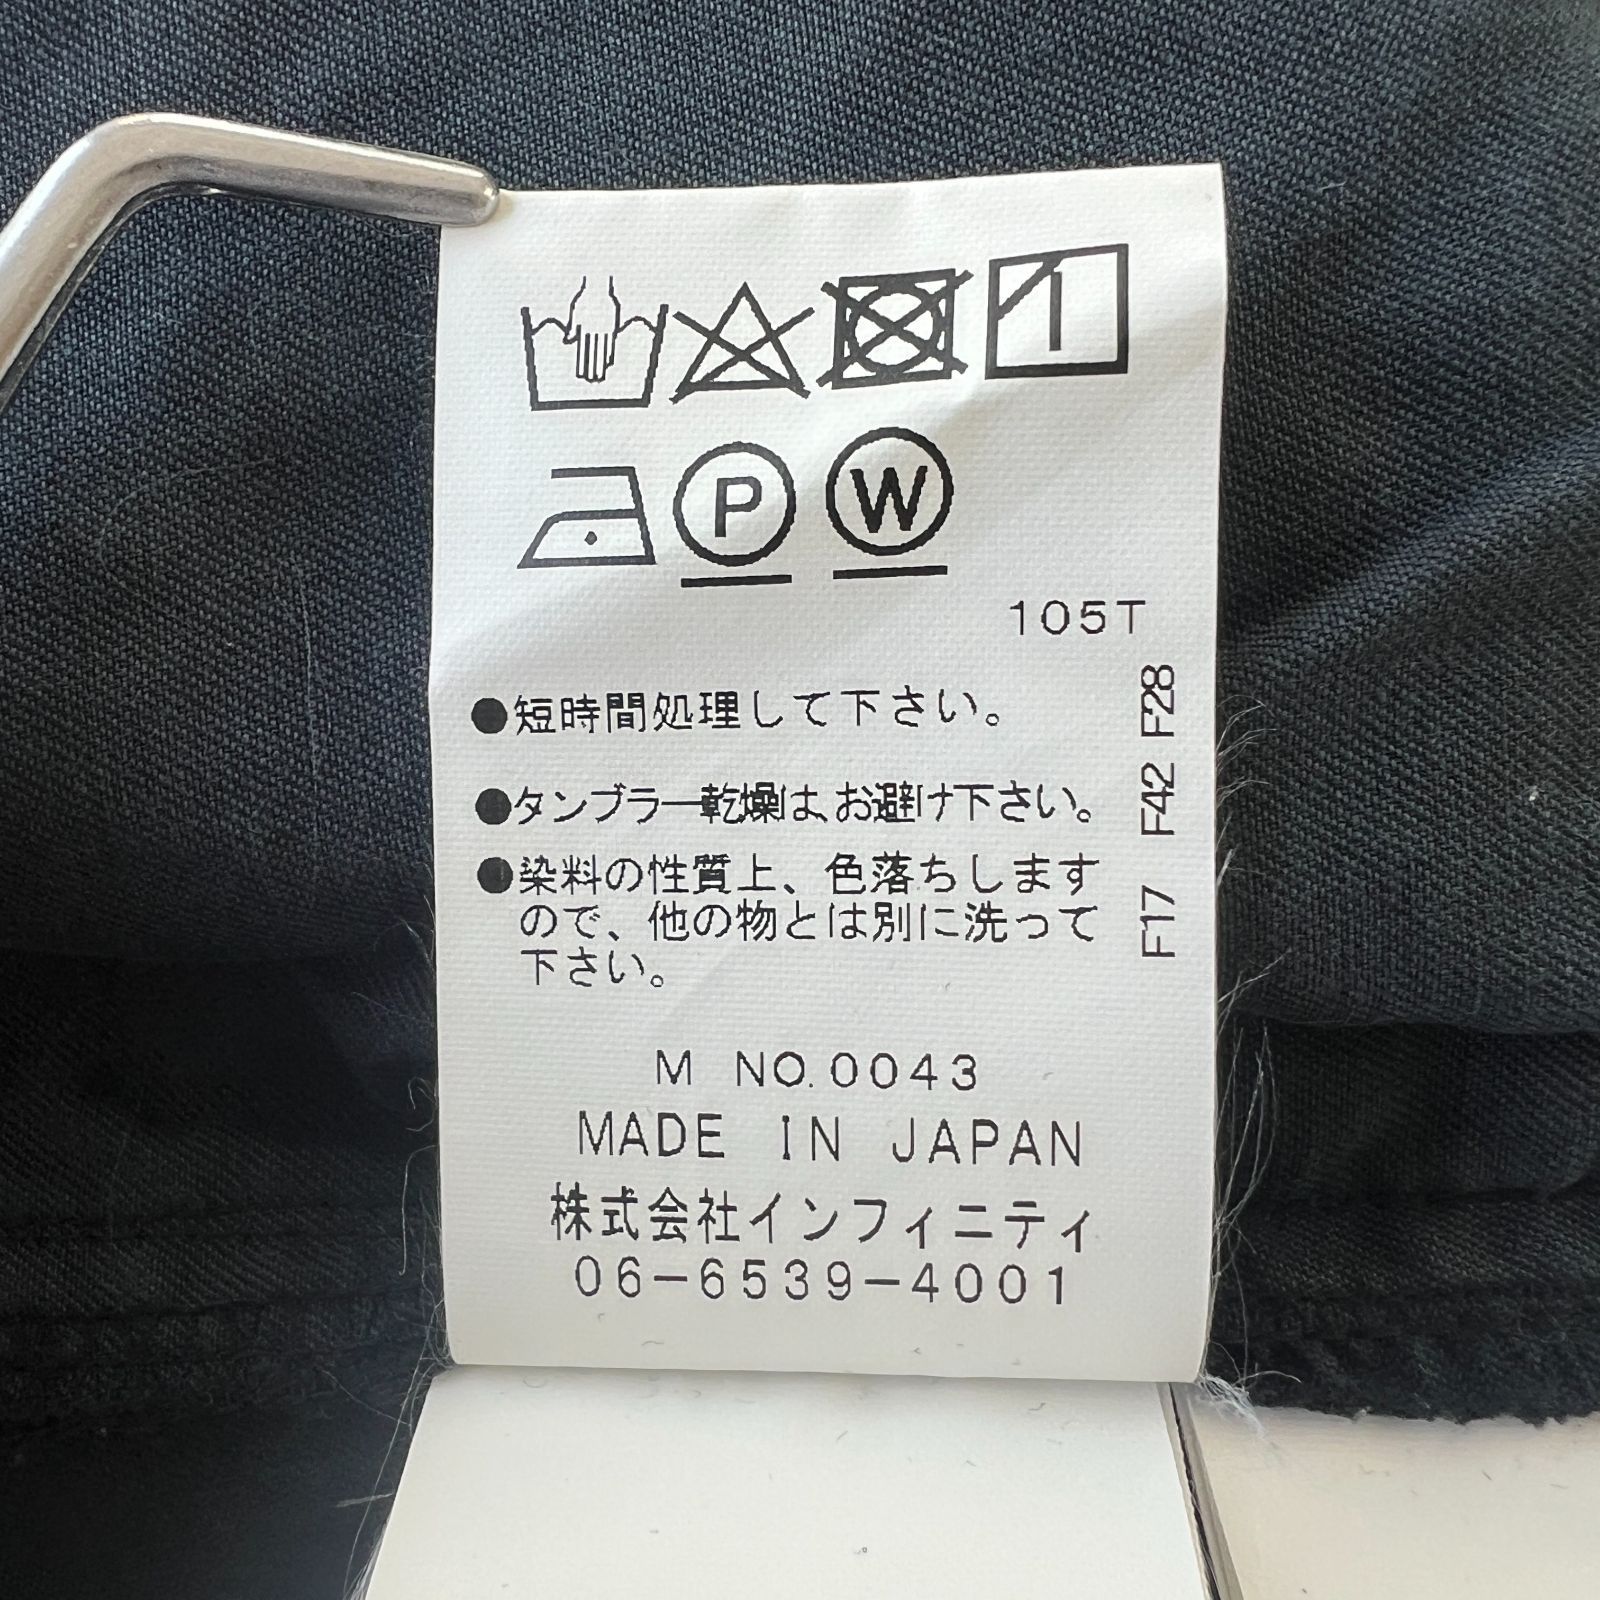 P W
105T
●短時間処理して下さい。
●タンブラー乾燥は、お避け下さい。
●染料の性質上、色落ちします
ので、他の物とは別に洗って
下さい。
F17 F42 F28
M NO.0043
MADE IN JAPAN
株式会社インフィニティ
06-6539-4001